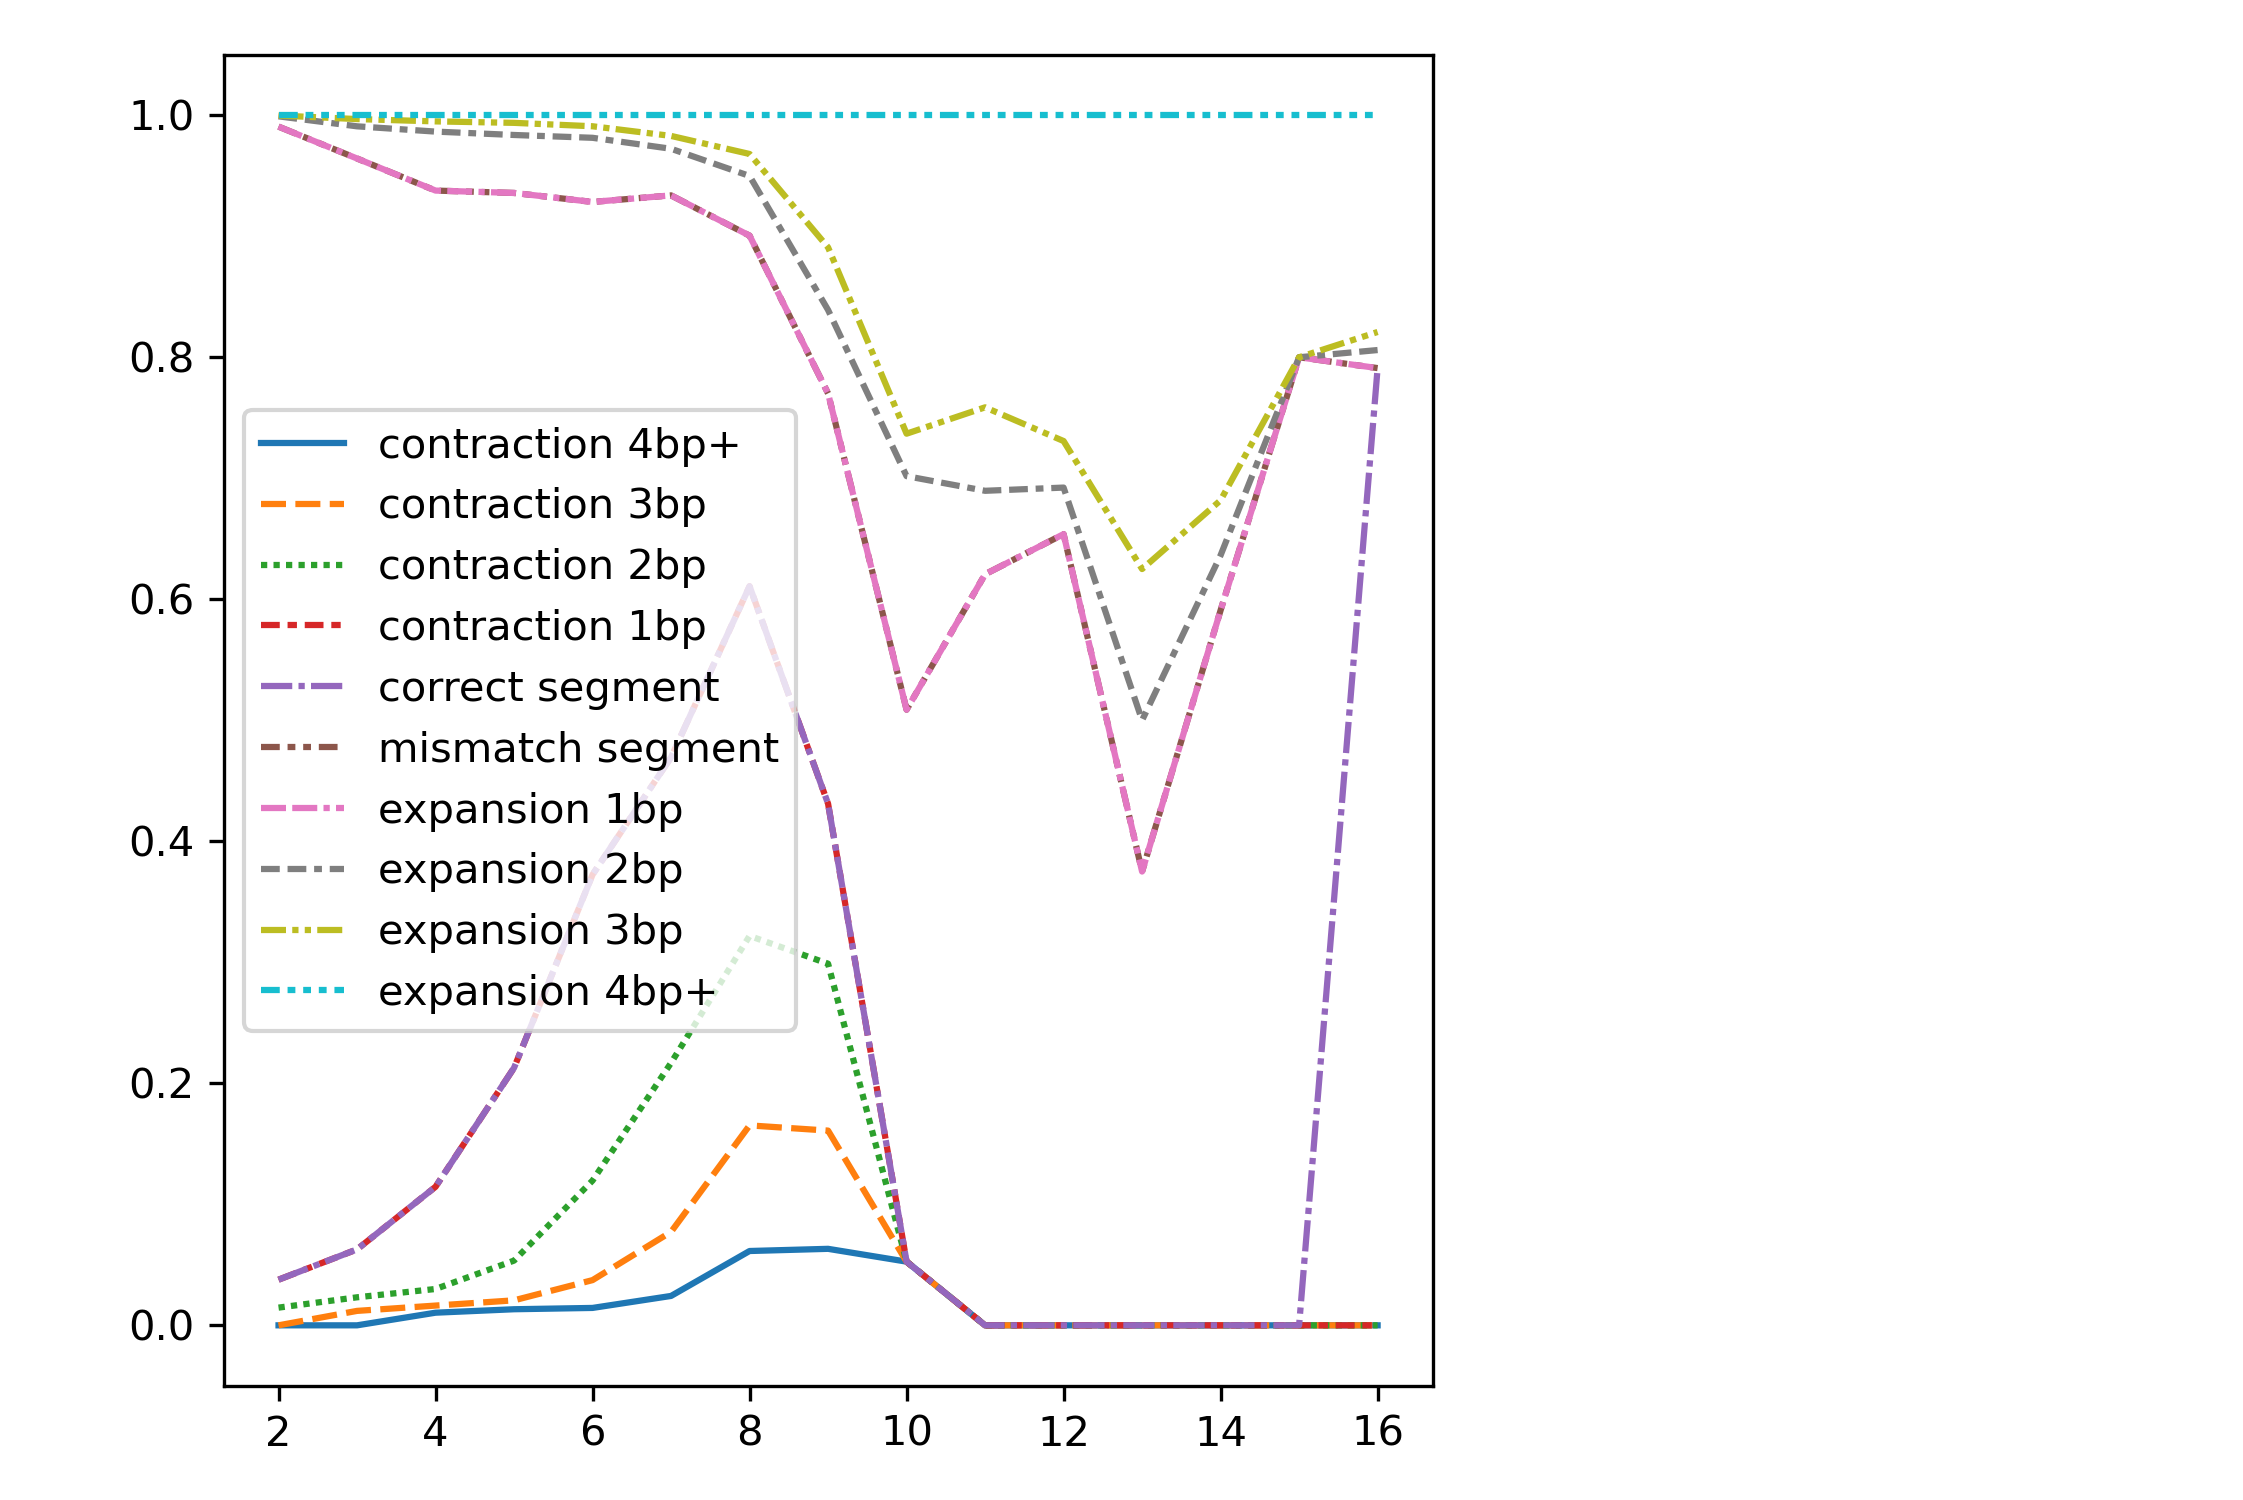 1.0
0.8
0.6
0.4
0.2
0.0
contraction 4bp+
contraction 3bp
contraction 2bp
contraction 1bp
correct segment
mismatch segment
expansion 1bp
expansion 2bp
expansion 3bp
expansion 4bp+
2 4 6 8 10 12 14 16